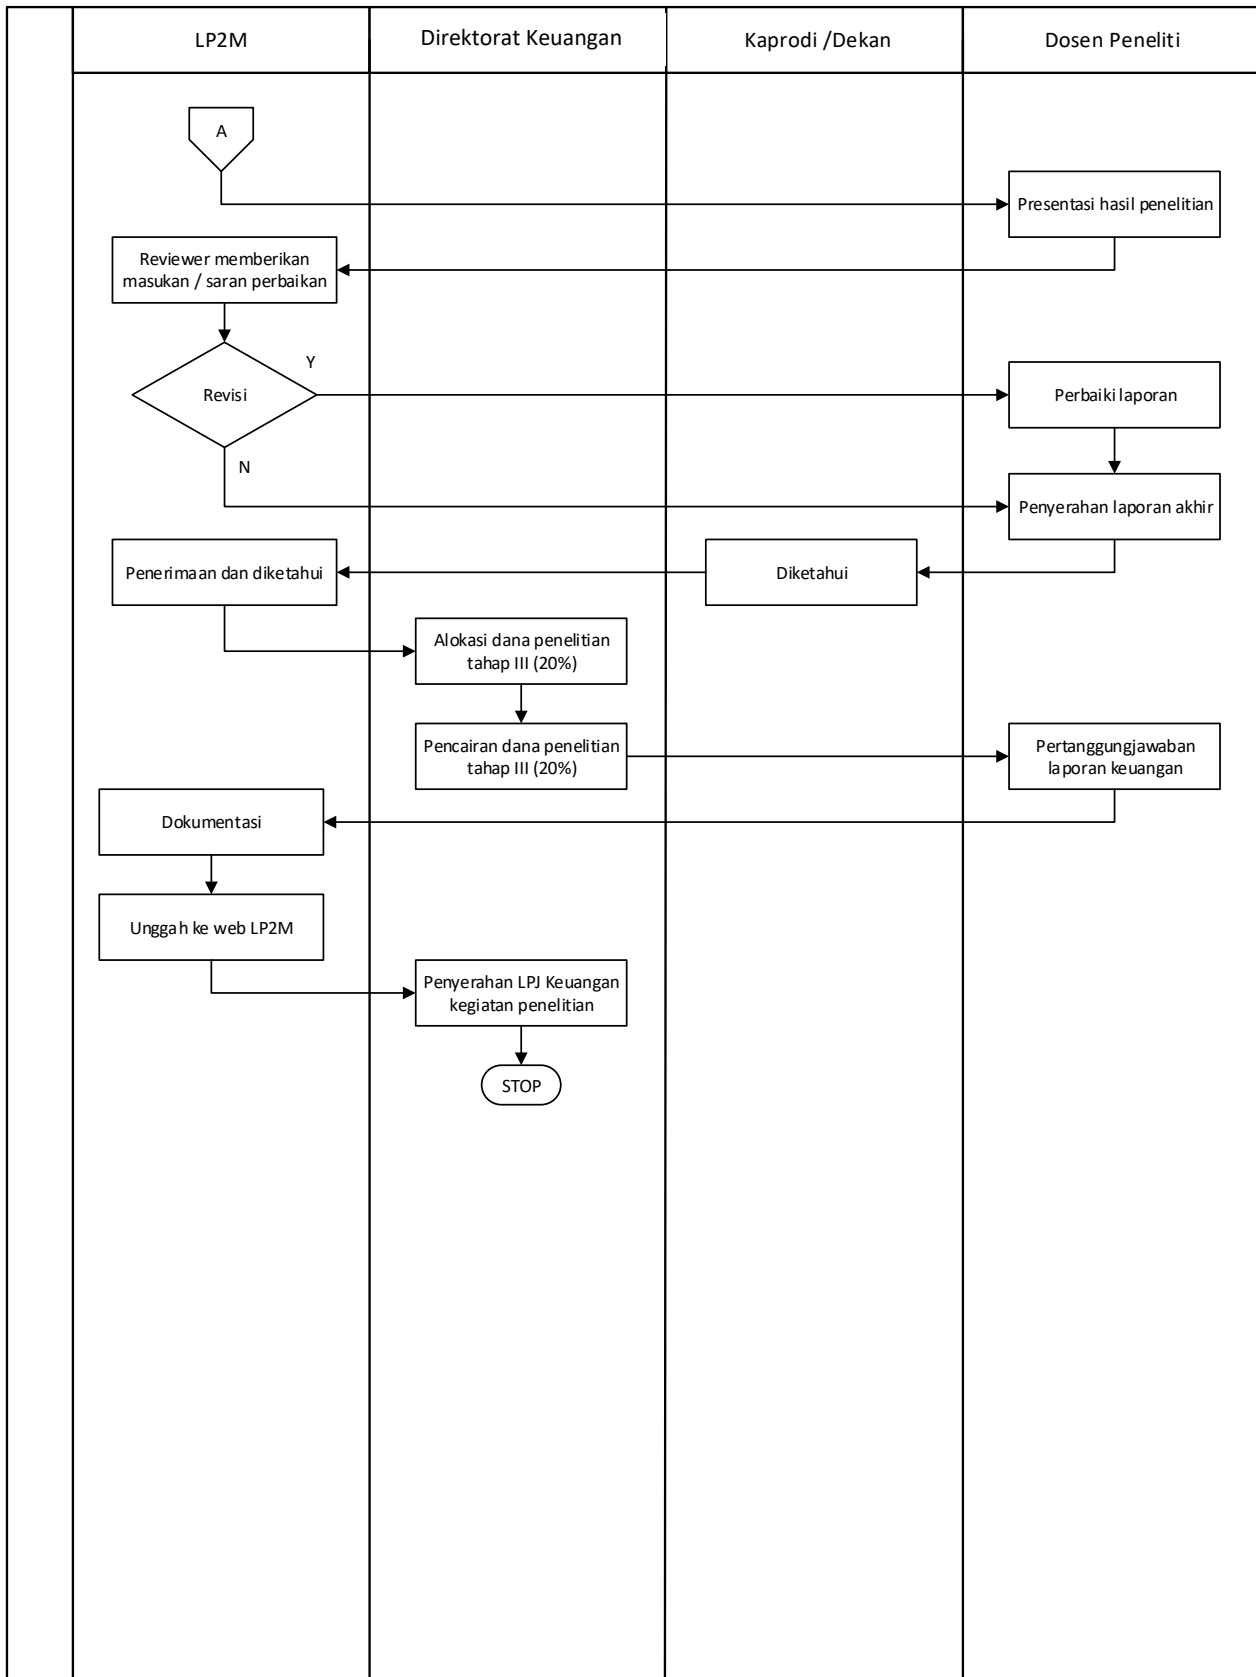 LP2M
Direktorat Keuangan
Kaprodi /Dekan
Dosen Peneliti
A
Presentasi hasil penelitian
Reviewer memberikan
masukan / saran perbaikan
Y
Revisi
Perbaiki laporan
N
Penyerahan laporan akhir
Penerimaan dan diketahui
Diketahui
Alokasi dana penelitian
tahap III (20%)
Pencairan dana penelitian
tahap III (20%)
Pertanggungjawaban
laporan keuangan
Dokumentasi
Unggah ke web LP2M
Penyerahan LPJ Keuangan
kegiatan penelitian
STOP